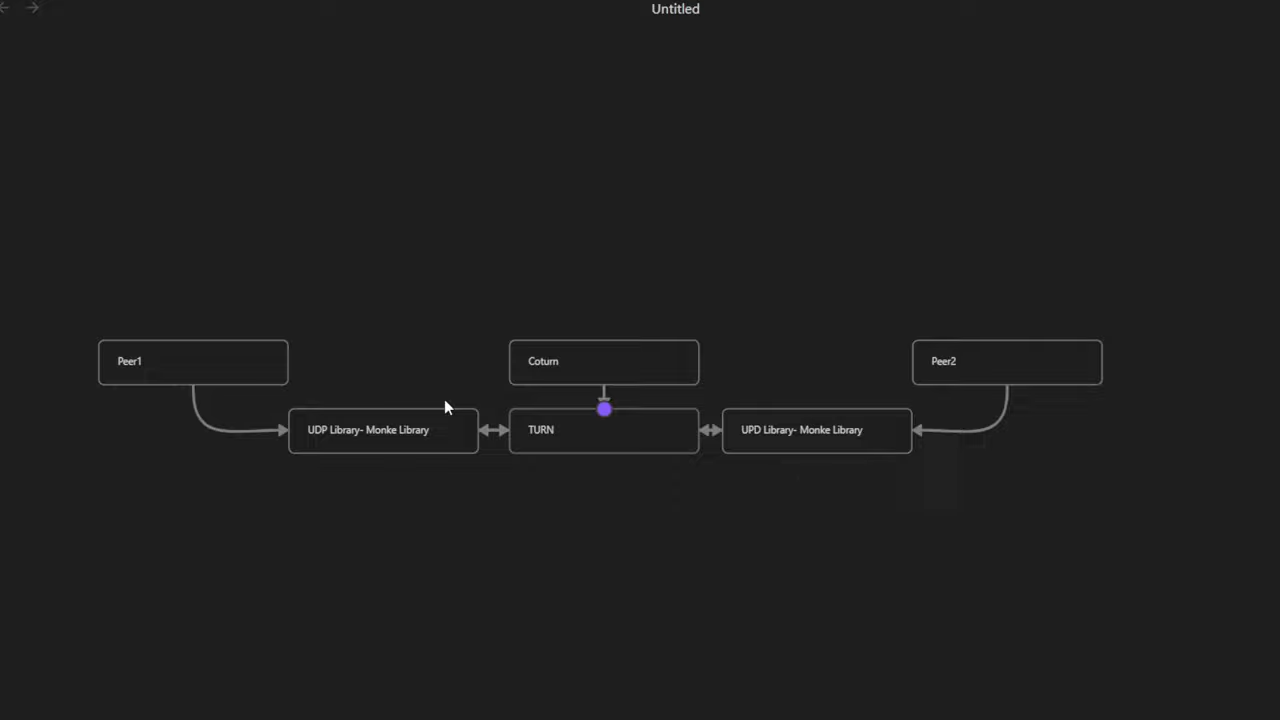 Untitled
Peer1
Coturn
Peer2
UDP Library- Monke Library
TURN
UPD Library- Monke Library